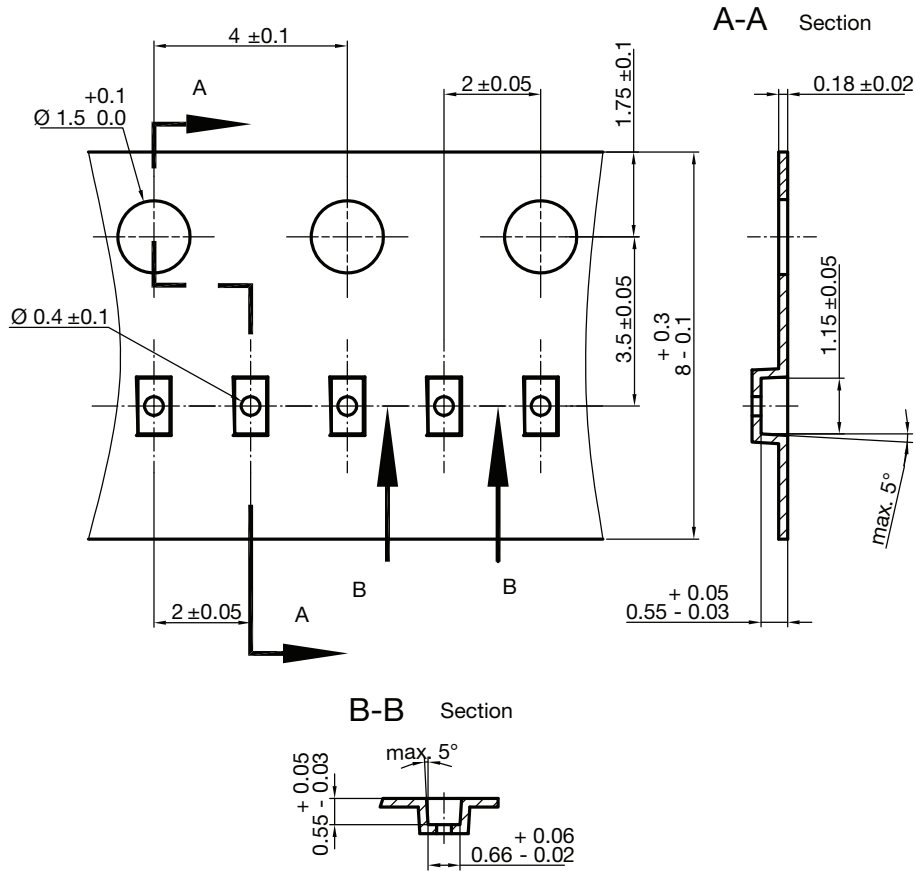 A-A Section
4 ±0.1
A
+0.1
Ø 1.5 0.0
2 ±0.05
1.75 ±0.1
0.18 ±0.02
3.5 ±0.05
+ 0.3
8 - 0.1
1.15 ±0.05
Ø 0.4 ±0.1
max. 5°
B
B
+ 0.05
0.55 - 0.03
2 ±0.05
A
B-B Section
max. 5°
+ 0.05
0.55 - 0.03
+ 0.06
0.66 - 0.02